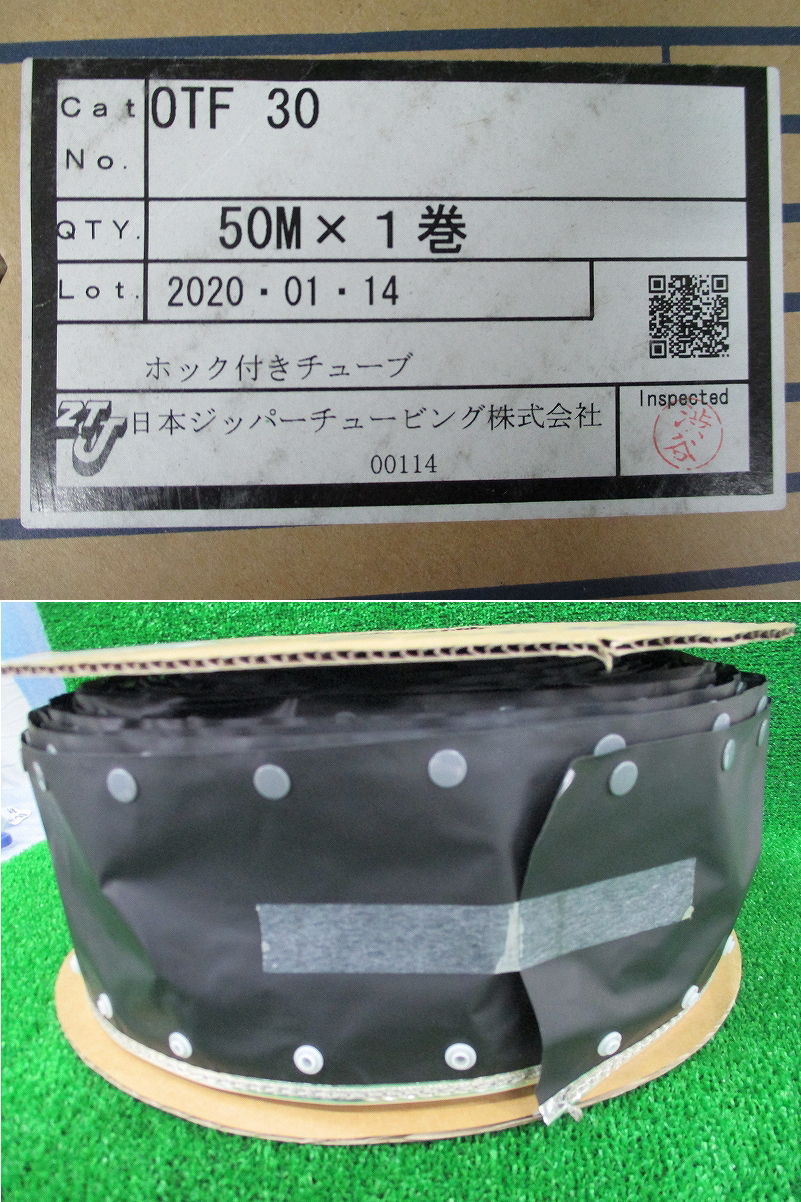 Cat OTF 30
No.
QTY. 50M × 1 巻
Lot. 2020・01・14
ホック付きチューブ
ZTJ 日本ジッパーチュービング株式会社
00114
Inspected